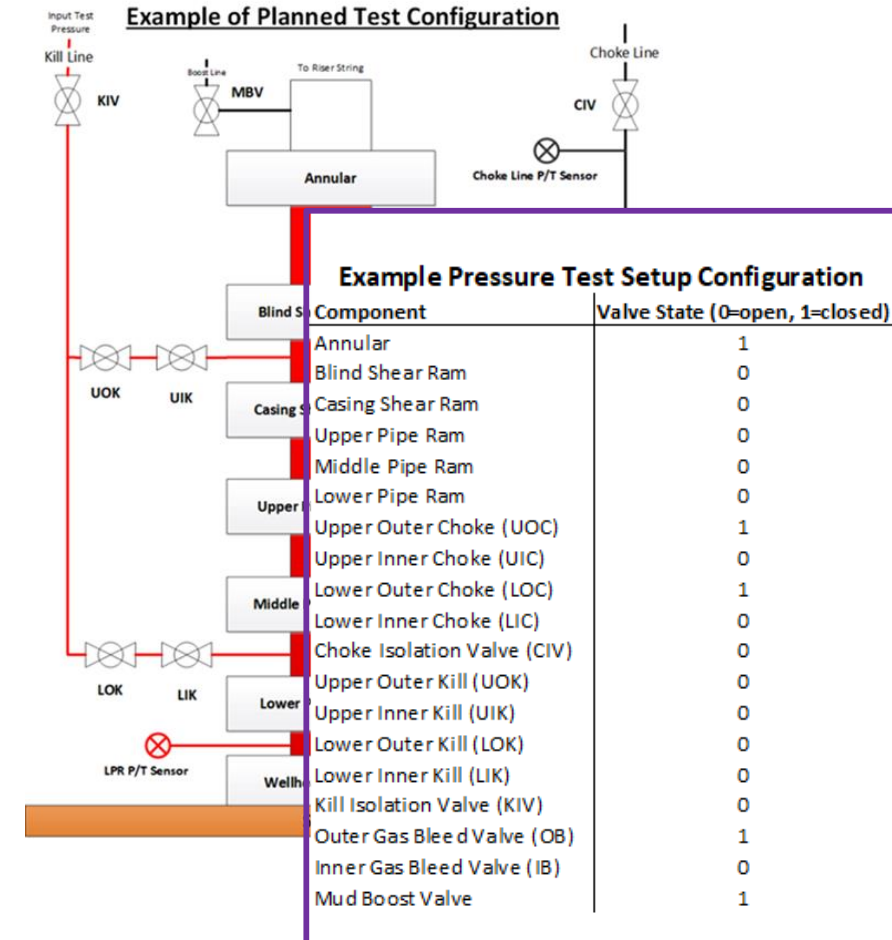 Example of Planned Test Configuration
Input Test
Pressure
Kill Line
KIV
Boost Line
MBV
To Riser String
Choke Line
CIV
Choke Line P/T Sensor
Annular
Blind S
UOK
UIK
Casing S
Upper
Middle
LOK
LIK
Lower
LPR P/T Sensor
Wellh
Example Pressure Test Setup Configuration
Component Valve State (0=open, 1=closed)
Annular 1
Blind Shear Ram 0
Casing Shear Ram 0
Upper Pipe Ram 0
Middle Pipe Ram 0
Lower Pipe Ram 0
Upper Outer Choke (UOC) 1
Upper Inner Choke (UIC) 0
Lower Outer Choke (LOC) 1
Lower Inner Choke (LIC) 0
Choke Isolation Valve (CIV) 0
Upper Outer Kill (UOK) 0
Upper Inner Kill (UIK) 0
Lower Outer Kill (LOK) 0
Lower Inner Kill (LIK) 0
Kill Isolation Valve (KIV) 0
Outer Gas Bleed Valve (OB) 1
Inner Gas Bleed Valve (IB) 0
Mud Boost Valve 1